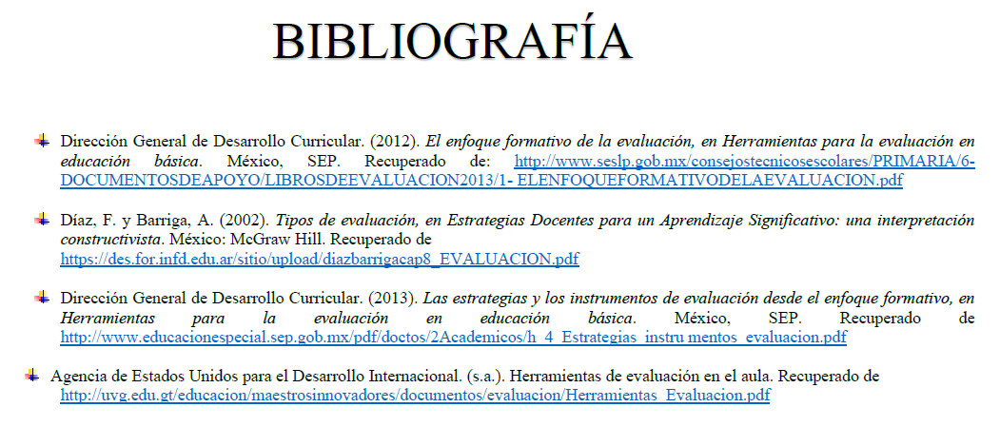 BIBLIOGRAFÍA
Dirección General de Desarrollo Curricular. (2012). El enfoque formativo de la evaluación, en Herramientas para la evaluación en
educación básica. México, SEP. Recuperado de: http://www.seslp.gob.mx/consejostecnicosescolares/PRIMARIA/6-
DOCUMENTOSDEAPOYO/LIBROSDEEVALUACION2013/1- ELENFOQUEFORMATIVODELAEVALUACION.pdf
Díaz, F. y Barriga, A. (2002). Tipos de evaluación, en Estrategias Docentes para un Aprendizaje Significativo: una interpretación
constructivista. México: McGraw Hill. Recuperado de
https://des.for.infd.edu.ar/sitio/upload/diazbarrigacap8_EVALUACION.pdf
Dirección General de Desarrollo Curricular. (2013). Las estrategias y los instrumentos de evaluación desde el enfoque formativo, en
Herramientas para la evaluación en educación básica. México, SEP. Recuperado de
http://www.educacionespecial.sep.gob.mx/pdf/doctos/2Academicos/h_4_Estrategias_instru mentos_evaluacion.pdf
Agencia de Estados Unidos para el Desarrollo Internacional. (s.a.). Herramientas de evaluación en el aula. Recuperado de
http://uvg.edu.gt/educacion/maestrosinnovadores/documentos/evaluacion/Herramientas_Evaluacion.pdf